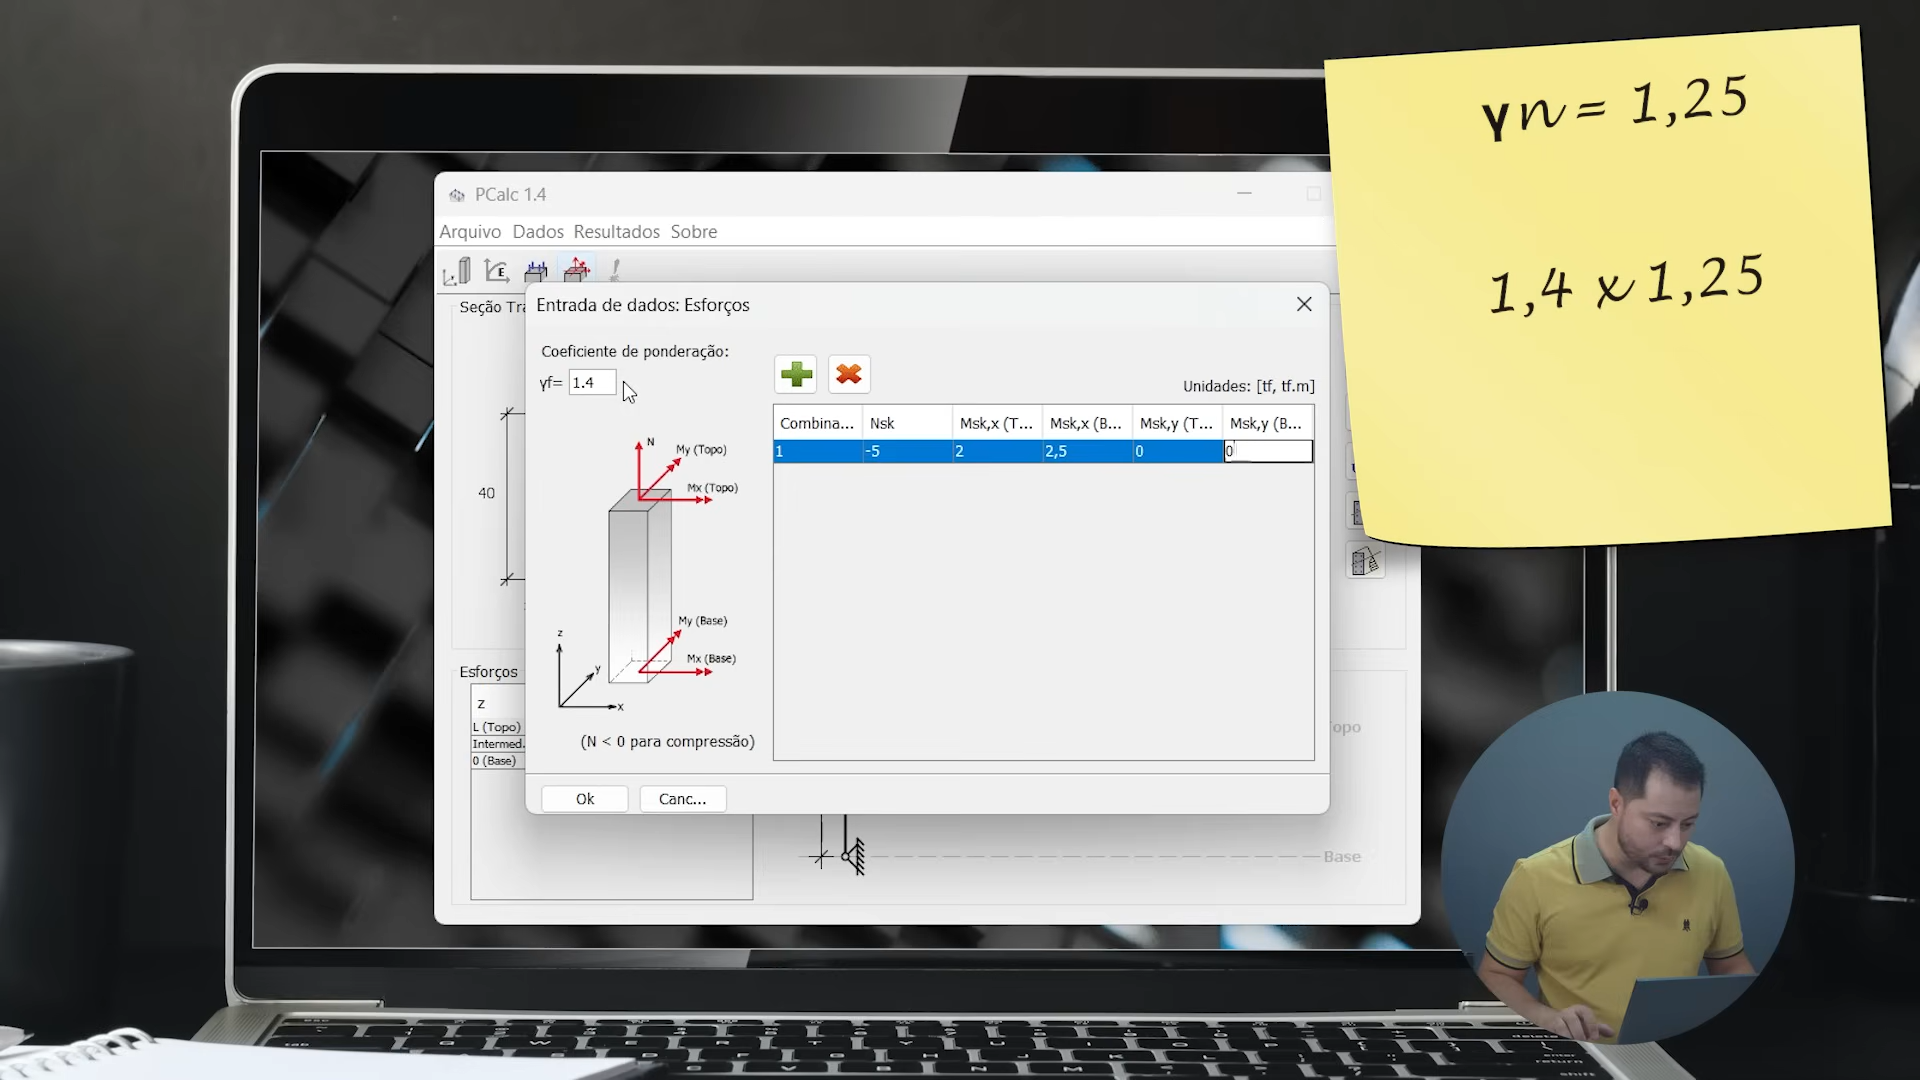 γn= 1,25
1,4 x 1,25
PCalc 1.4
Arquivo Dados Resultados Sobre
Seção Tra
Entrada de dados: Esforços
Coeficiente de ponderação:
γf= 1.4
Unidades: [tf, tf.m]
Combina... Nsk Msk,x (T... Msk,x (B... Msk,y (T... Msk,y (B...
1 -5 2 2,5 0 0
N
My (Topo)
Mx (Topo)
40
My (Base)
Mx (Base)
z
y
x
(N < 0 para compressão)
Esforços
z
L (Topo)
Intermed.
0 (Base)
Topo
Ok Canc...
Base